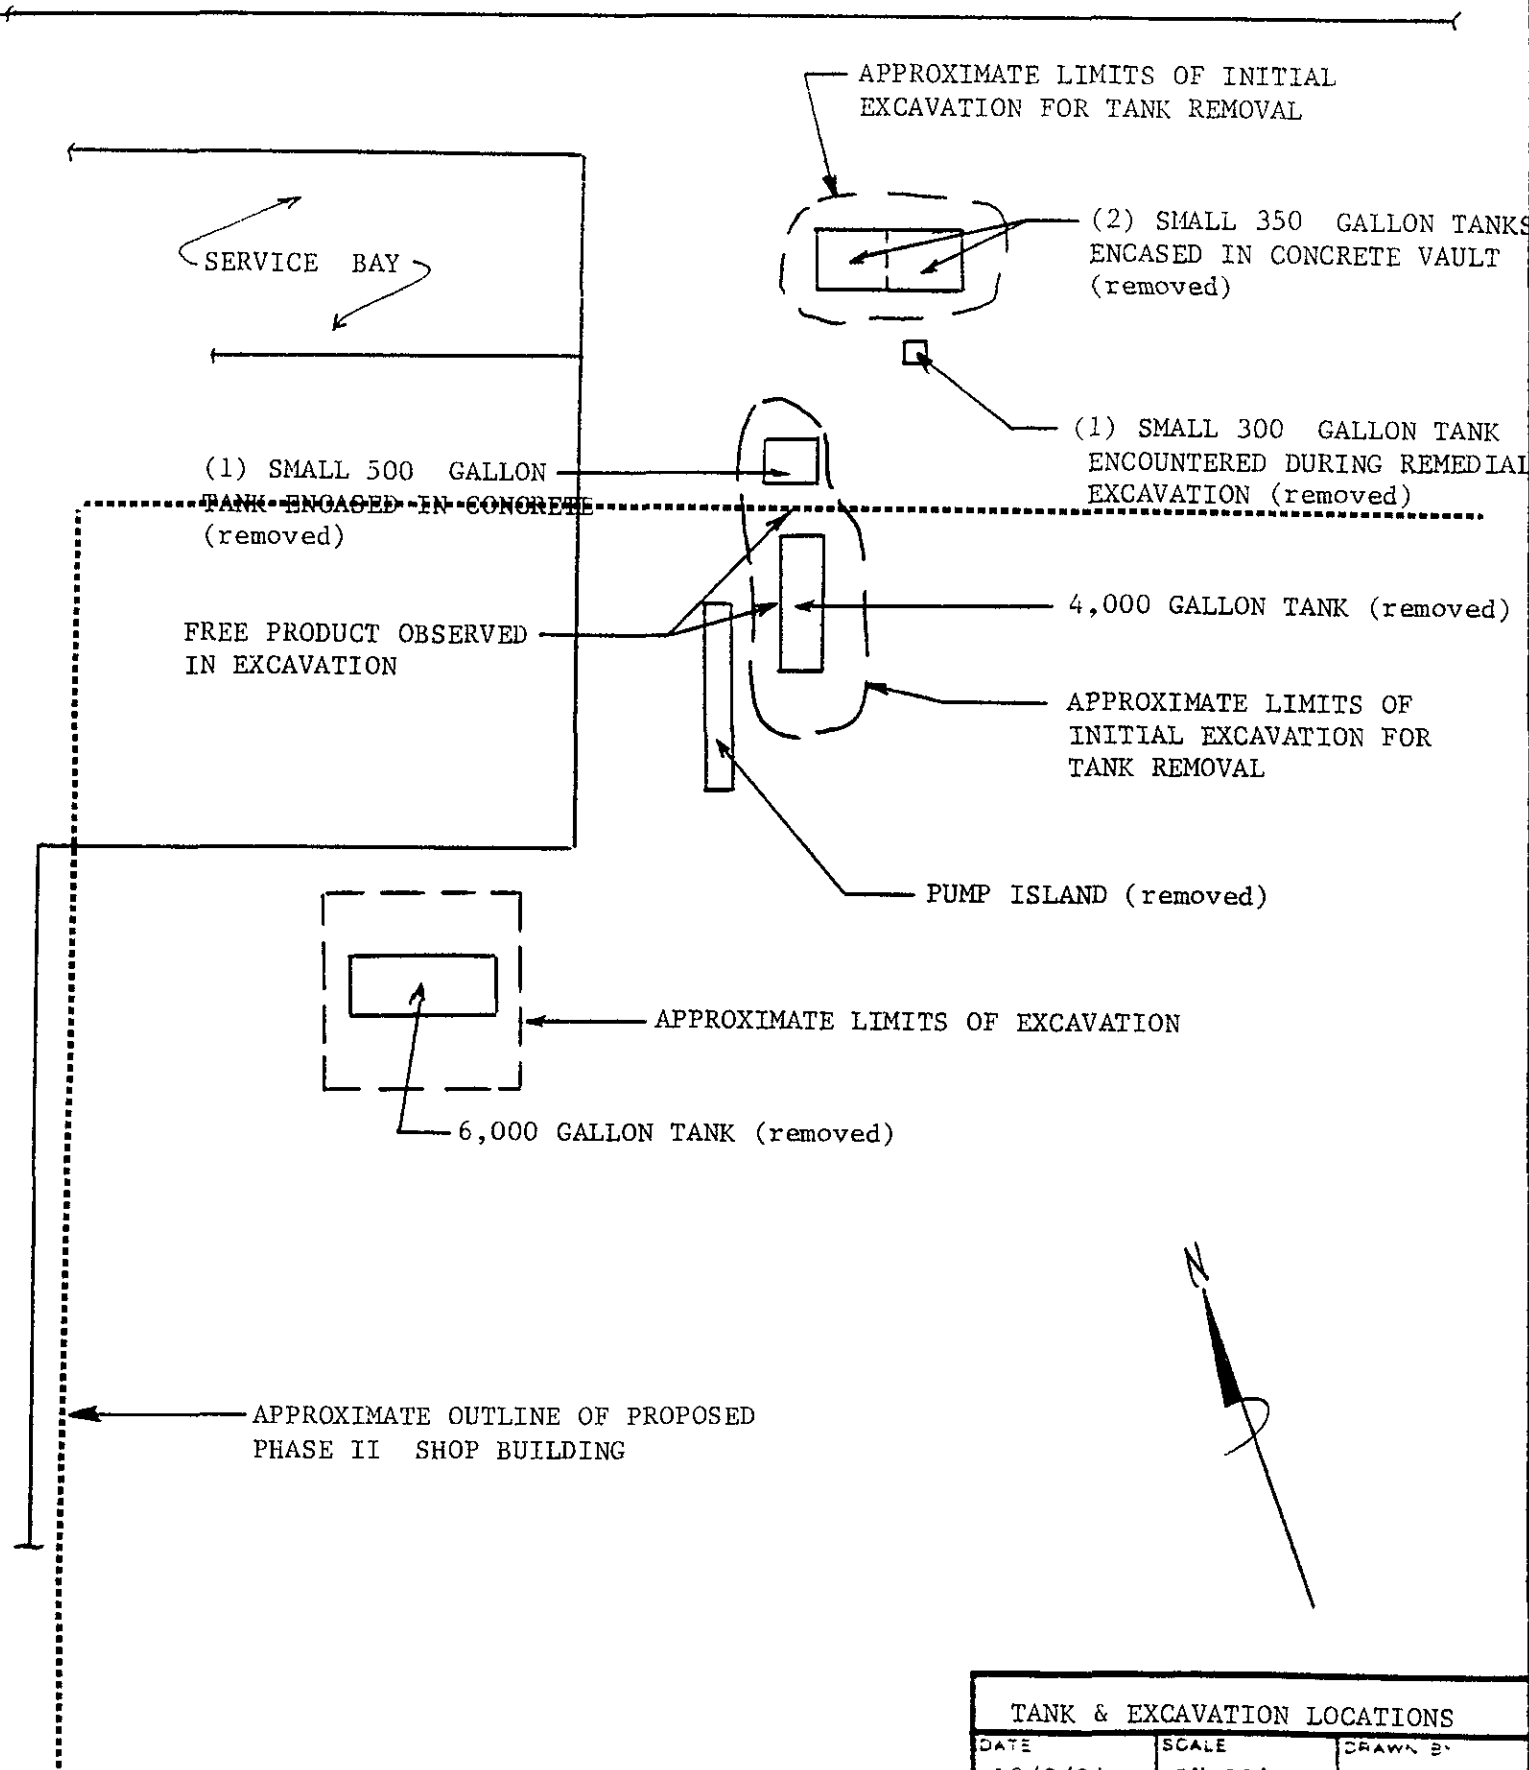 APPROXIMATE LIMITS OF INITIAL
EXCAVATION FOR TANK REMOVAL
(2) SMALL 350 GALLON TANKS
ENCASED IN CONCRETE VAULT
(removed)
SERVICE BAY
(1) SMALL 300 GALLON TANK
ENCOUNTERED DURING REMEDIAL
EXCAVATION (removed)
(1) SMALL 500 GALLON
TANK ENCASED IN CONCRETE
(removed)
4,000 GALLON TANK (removed)
FREE PRODUCT OBSERVED
IN EXCAVATION
APPROXIMATE LIMITS OF
INITIAL EXCAVATION FOR
TANK REMOVAL
PUMP ISLAND (removed)
APPROXIMATE LIMITS OF EXCAVATION
6,000 GALLON TANK (removed)
N
APPROXIMATE OUTLINE OF PROPOSED
PHASE II SHOP BUILDING
TANK & EXCAVATION LOCATIONS
DATE
SCALE
DRAWN BY